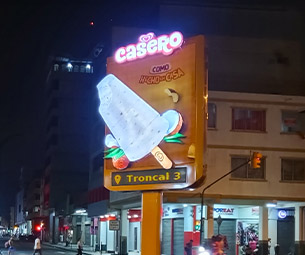 CASERO
COMO
HECHO EN CASA
Troncal 3